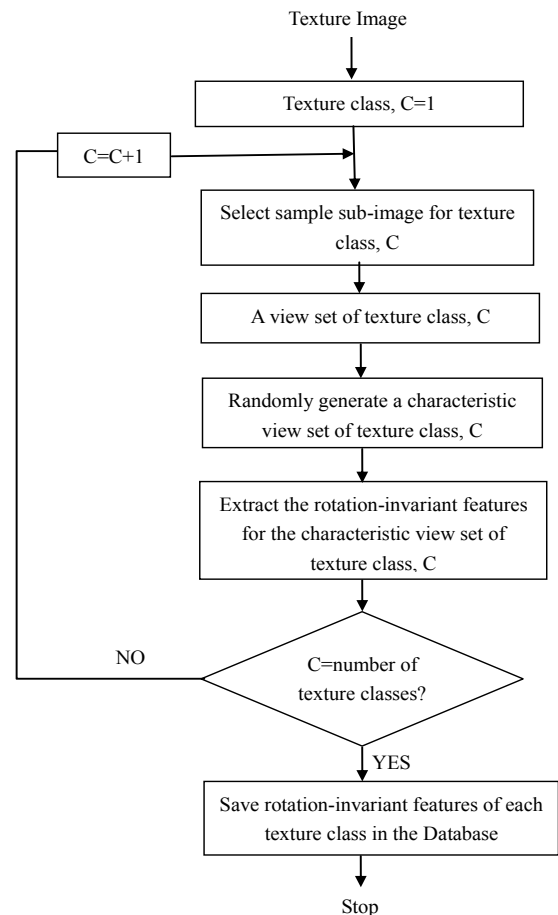 Texture Image
Texture class, C=1
C=C+1
Select sample sub-image for texture
class, C
A view set of texture class, C
Randomly generate a characteristic
view set of texture class, C
Extract the rotation-invariant features
for the characteristic view set of
texture class, C
NO
C=number of
texture classes?
YES
Save rotation-invariant features of each
texture class in the Database
Stop